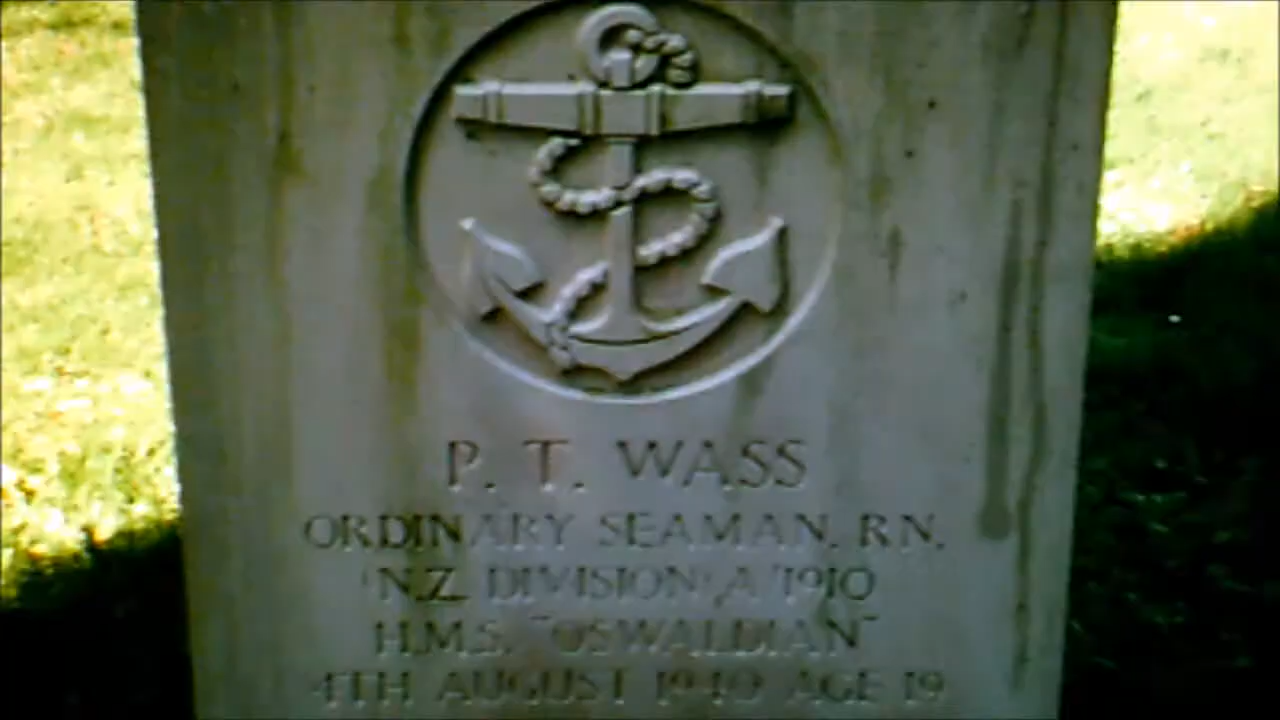 P. T. WASS
ORDINARY SEAMAN. R.N.
(N.Z. DIVISION) A/1910
H.M.S. "OSWALDIAN"
4TH AUGUST 1940 AGE 19